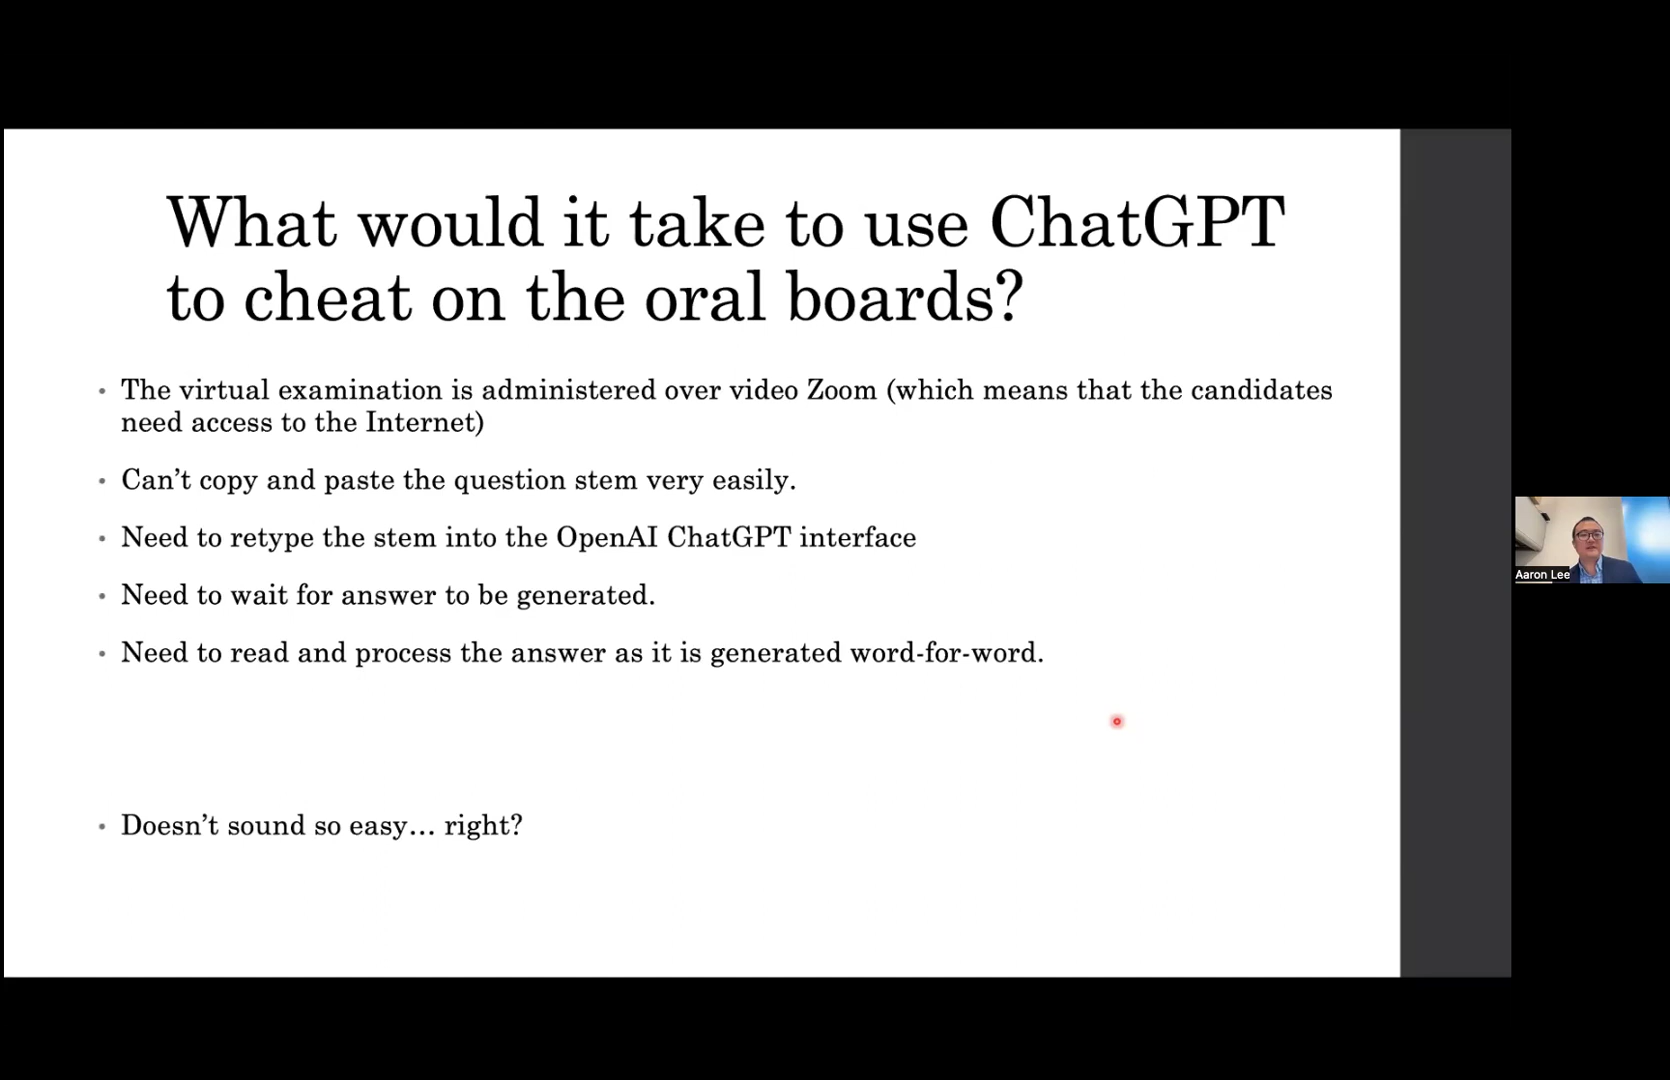 What would it take to use ChatGPT
to cheat on the oral boards?
• The virtual examination is administered over video Zoom (which means that the candidates
need access to the Internet)
• Can’t copy and paste the question stem very easily.
• Need to retype the stem into the OpenAI ChatGPT interface
• Need to wait for answer to be generated.
• Need to read and process the answer as it is generated word-for-word.
• Doesn’t sound so easy… right?
Aaron Lee